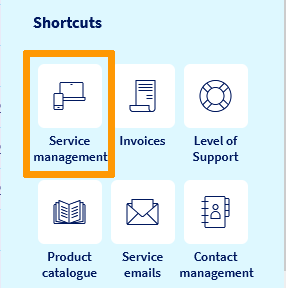 Shortcuts
Service management
Invoices
Level of Support
Product catalogue
Service emails
Contact management